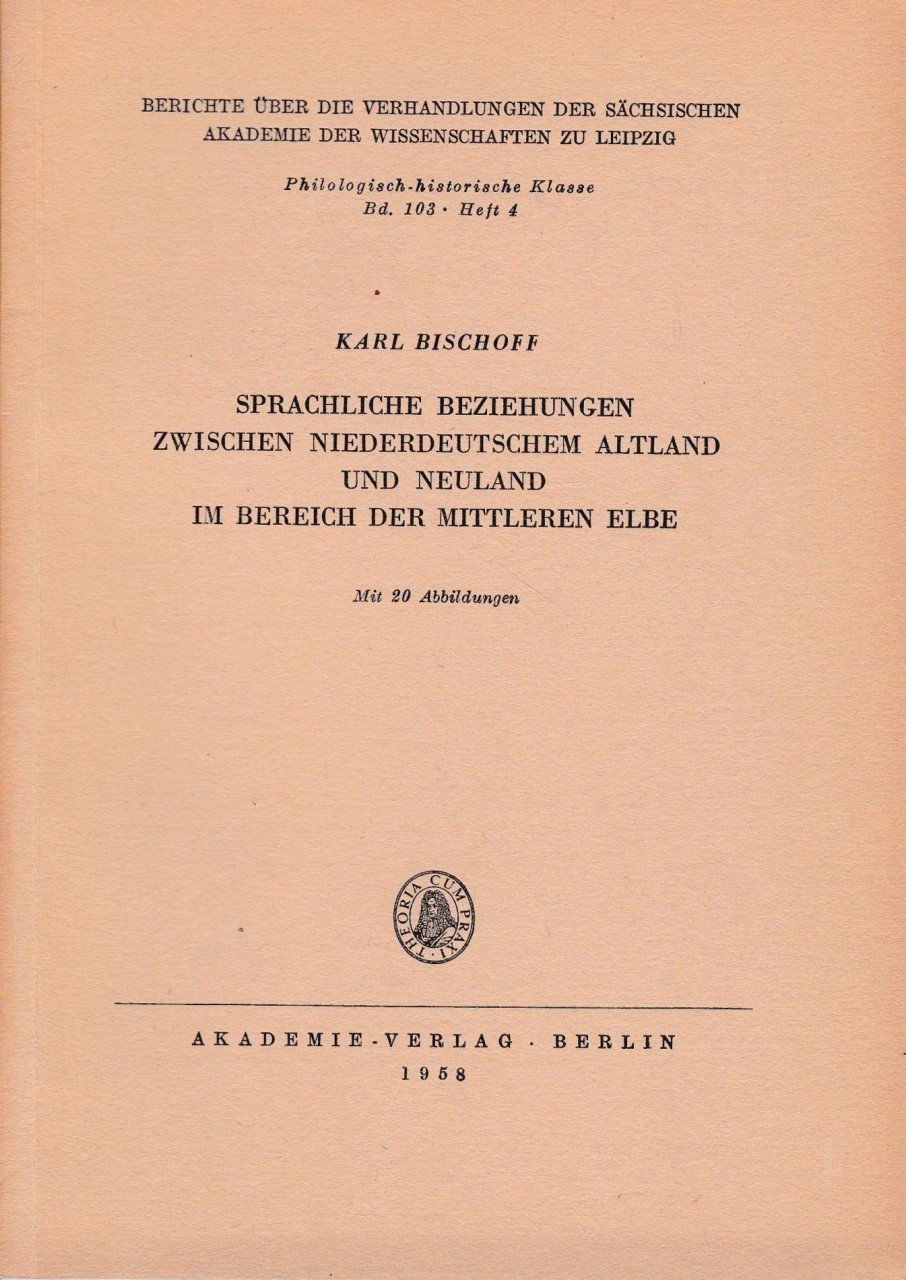 BERICHTE ÜBER DIE VERHANDLUNGEN DER SÄCHSISCHEN
AKADEMIE DER WISSENSCHAFTEN ZU LEIPZIG
Philologisch-historische Klasse
Bd. 103 · Heft 4
KARL BISCHOFF
SPRACHLICHE BEZIEHUNGEN
ZWISCHEN NIEDERDEUTSCHEM ALTLAND
UND NEULAND
IM BEREICH DER MITTLEREN ELBE
Mit 20 Abbildungen
THEORIA CUM PRAXI ·
AKADEMIE-VERLAG · BERLIN
1958